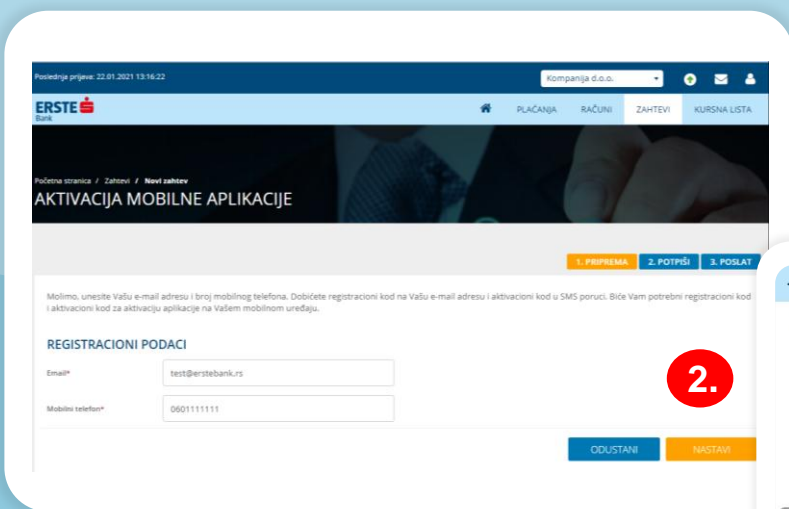 Poslednja prijava: 22.01.2021 13:16:22
Kompanija d.o.o.
ERSTE
Bank
PLAĆANJA RAČUNI ZAHTEVI KURSNA LISTA
Početna stranica / Zahtevi / Novi zahtev
AKTIVACIJA MOBILNE APLIKACIJE
1. PRIPREMA 2. POTPIŠI 3. POSLAT
Molimo, unesite Vašu e-mail adresu i broj mobilnog telefona. Dobićete registracioni kod na Vašu e-mail adresu i aktivacioni kod u SMS poruci. Biće Vam potrebni registracioni kod
i aktivacioni kod za aktivaciju aplikacije na Vašem mobilnom uređaju.
REGISTRACIONI PODACI
Email* test@erstebank.rs
2.
Mobilni telefon* 0601111111
ODUSTANI NASTAVI